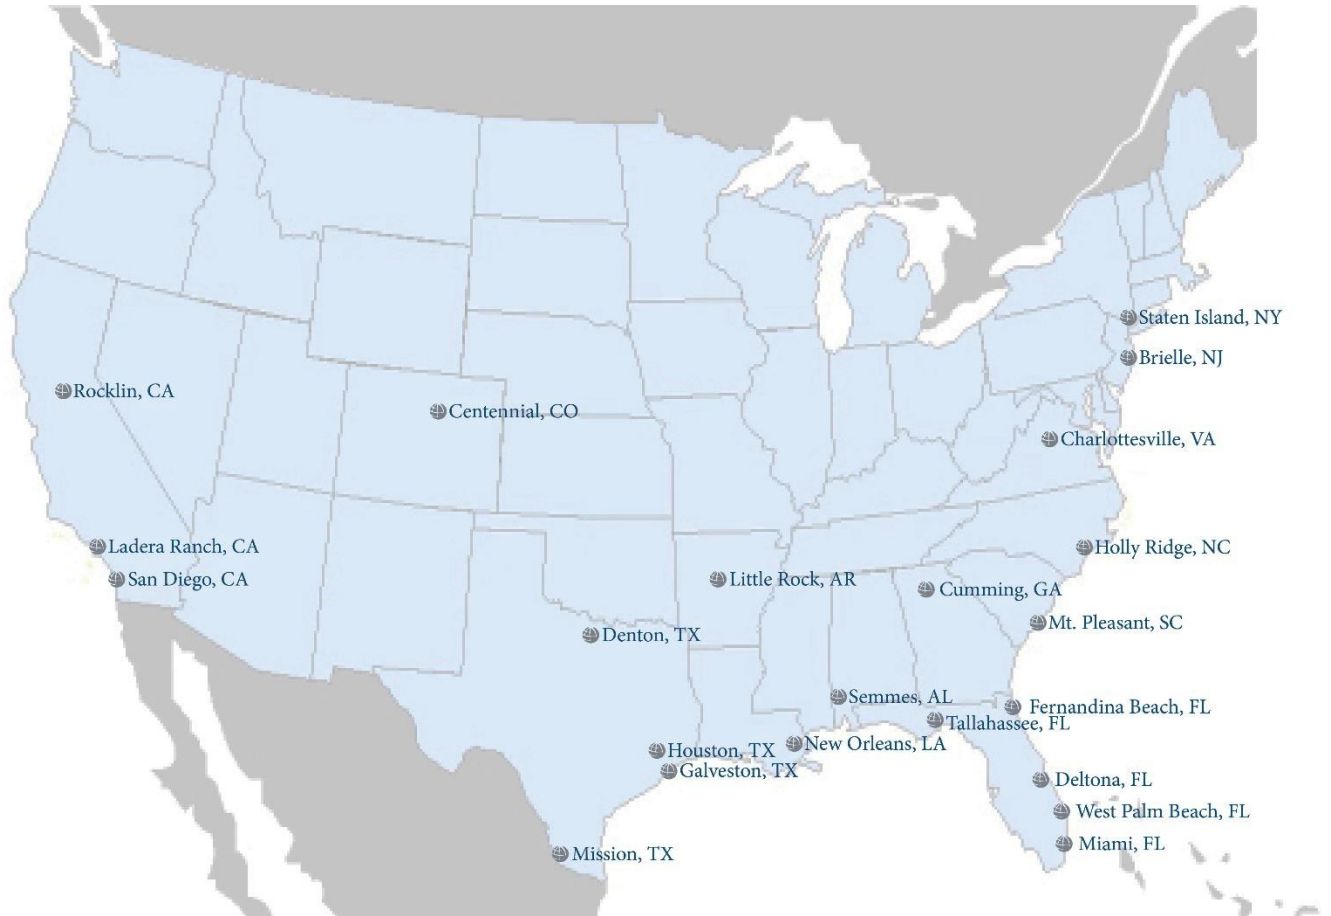 Staten Island, NY
Brielle, NJ
Rocklin, CA
Centennial, CO
Charlottesville, VA
Ladera Ranch, CA
Holly Ridge, NC
San Diego, CA
Little Rock, AR
Cumming, GA
Mt. Pleasant, SC
Denton, TX
Semmes, AL
Fernandina Beach, FL
Tallahassee, FL
New Orleans, LA
Houston, TX
Galveston, TX
Deltona, FL
West Palm Beach, FL
Miami, FL
Mission, TX